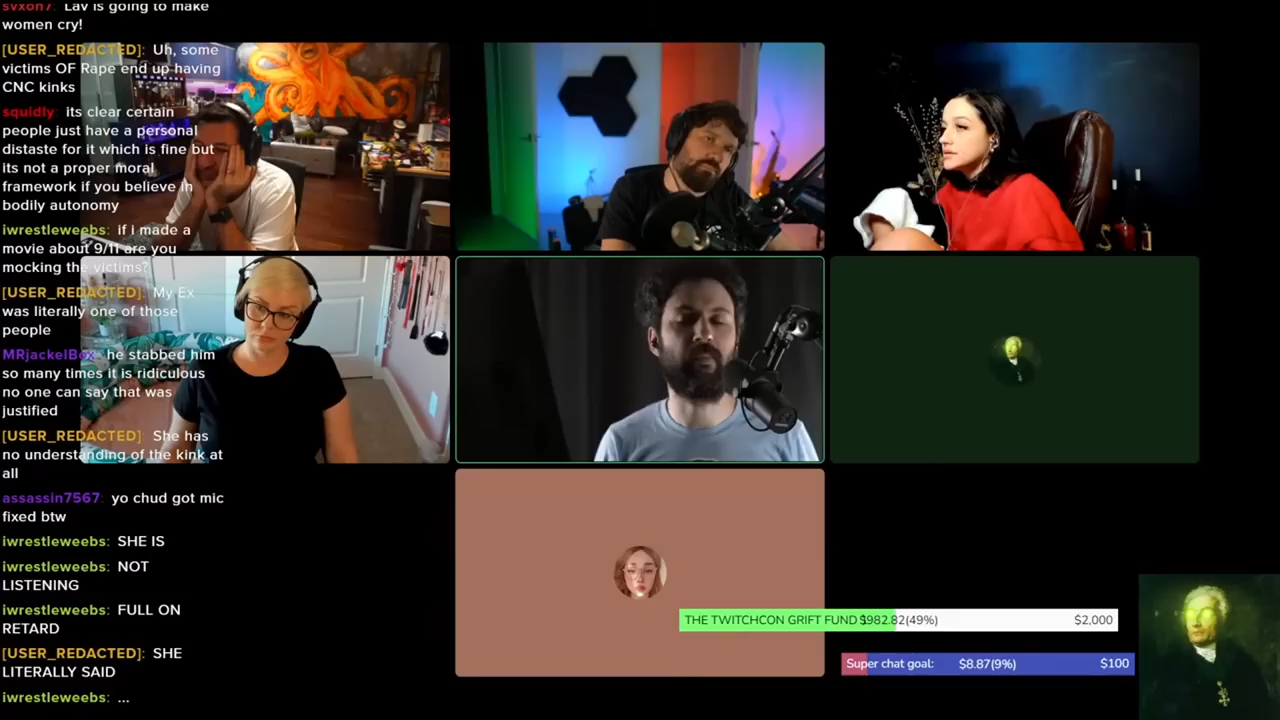 svxon7: Lav is going to make
women cry!
[USER_REDACTED]: Uh, some
victims OF Rape end up having
CNC kinks
squidly: its clear certain
people just have a personal
distaste for it which is fine but
its not a proper moral
framework if you believe in
bodily autonomy
iwrestleweebs: if i made a
movie about 9/11 are you
mocking the victims?
[USER_REDACTED]: My Ex
was literally one of those
people
MRjackelBox: he stabbed him
so many times it is ridiculous
no one can say that was
justified
[USER_REDACTED]: She has
no understanding of the kink at
all
assassin7567: yo chud got mic
fixed btw
iwrestleweebs: SHE IS
iwrestleweebs: NOT
LISTENING
iwrestleweebs: FULL ON
RETARD
[USER_REDACTED]: SHE
LITERALLY SAID
iwrestleweebs: ...
THE TWITCHCON GRIFT FUND $982.82(49%) $2,000
Super chat goal: $8.87(9%) $100